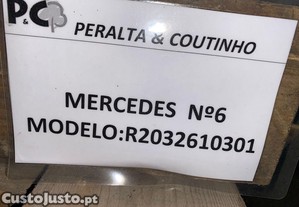 P&C PERALTA & COUTINHO
MERCEDES Nº6
MODELO:R2032610301
CustoJusto.pt